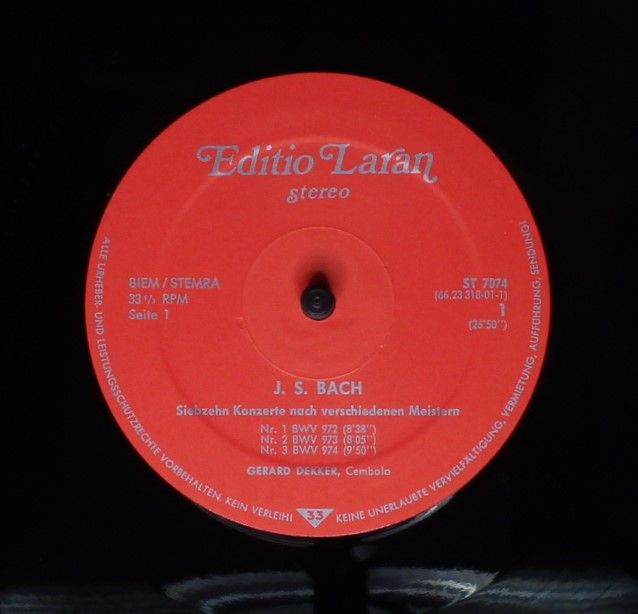 Editio Laran
stereo
BIEM/STEMRA
33 1/3 RPM
Seite 1
ST 7074
(66.23 318-01-1)
1
(26'50'')
J. S. BACH
Siebzehn Konzerte nach verschiedenen Meistern
Nr. 1 BWV 972 (8'38'')
Nr. 2 BWV 973 (8'05'')
Nr. 3 BWV 974 (9'50'')
GERARD DEKKER, Cembalo
ALLE URHEBER- UND LEISTUNGSSCHUTZRECHTE VORBEHALTEN. KEIN VERLEIH! KEINE UNERLAUBTE VERVIELFÄLTIGUNG, VERMIETUNG, AUFFÜHRUNG, SENDUNG!
33